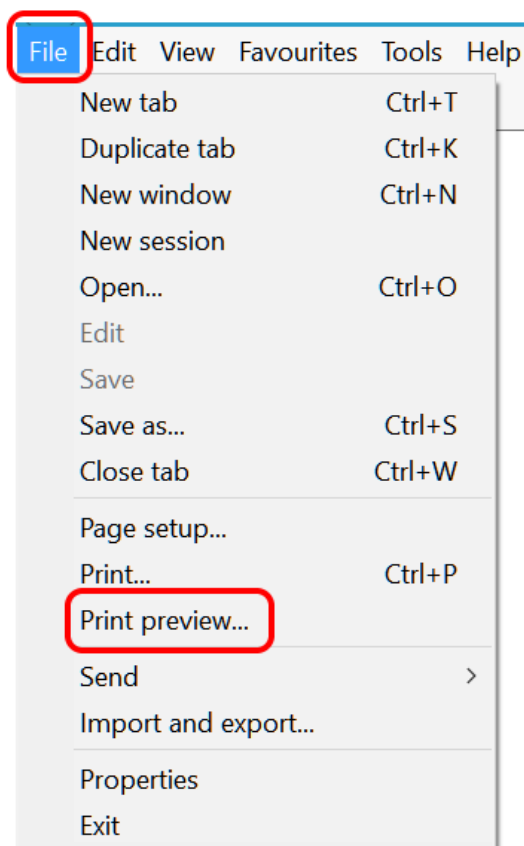 File Edit View Favourites Tools Help
New tab Ctrl+T
Duplicate tab Ctrl+K
New window Ctrl+N
New session
Open... Ctrl+O
Edit
Save
Save as... Ctrl+S
Close tab Ctrl+W
Page setup...
Print... Ctrl+P
Print preview...
Send
Import and export...
Properties
Exit